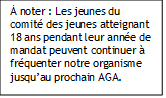 À noter : Les jeunes du
comité des jeunes atteignant
18 ans pendant leur année de
mandat peuvent continuer à
fréquenter notre organisme
jusqu'au prochain AGA.